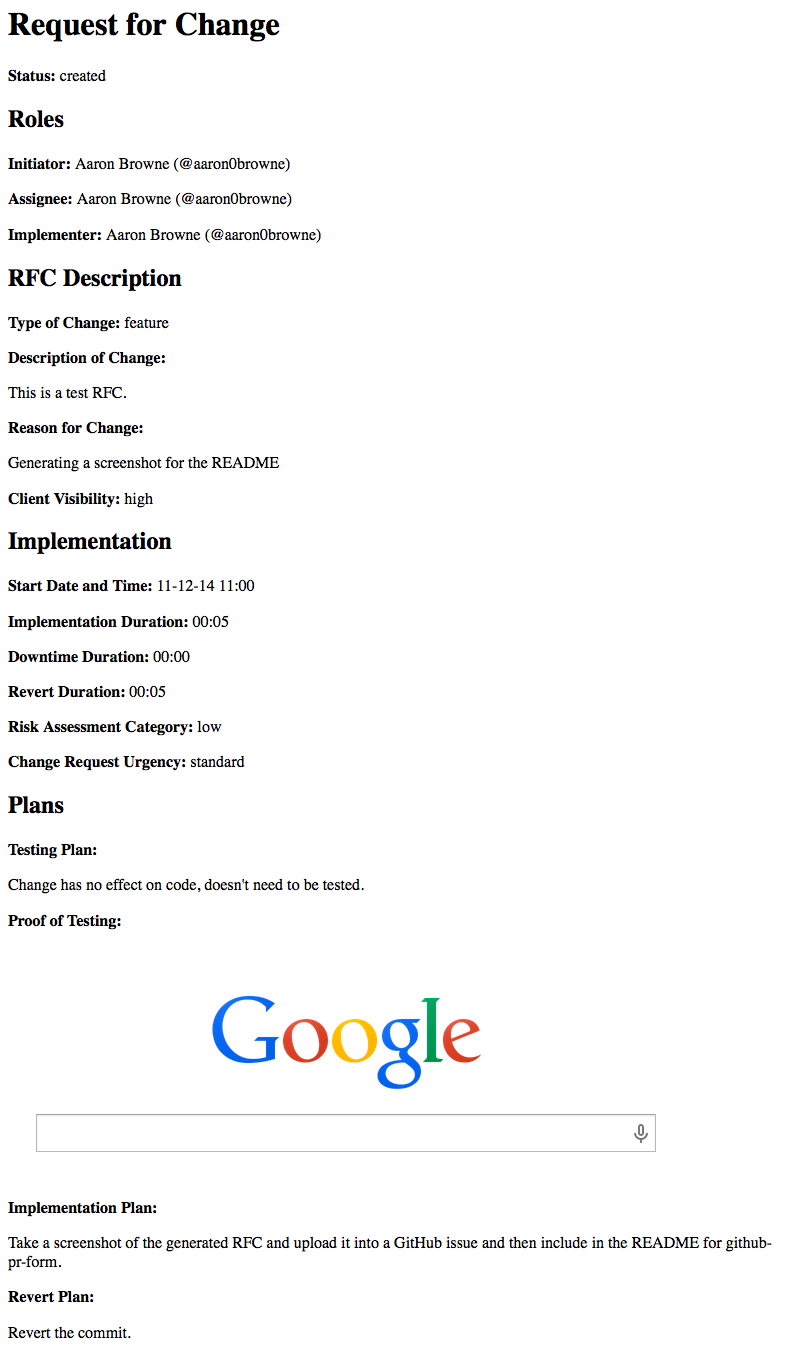 Request for Change
Status: created
Roles
Initiator: Aaron Browne (@aaron0browne)
Assignee: Aaron Browne (@aaron0browne)
Implementer: Aaron Browne (@aaron0browne)
RFC Description
Type of Change: feature
Description of Change:
This is a test RFC.
Reason for Change:
Generating a screenshot for the README
Client Visibility: high
Implementation
Start Date and Time: 11-12-14 11:00
Implementation Duration: 00:05
Downtime Duration: 00:00
Revert Duration: 00:05
Risk Assessment Category: low
Change Request Urgency: standard
Plans
Testing Plan:
Change has no effect on code, doesn't need to be tested.
Proof of Testing:
Google
Implementation Plan:
Take a screenshot of the generated RFC and upload it into a GitHub issue and then include in the README for github-
pr-form.
Revert Plan:
Revert the commit.